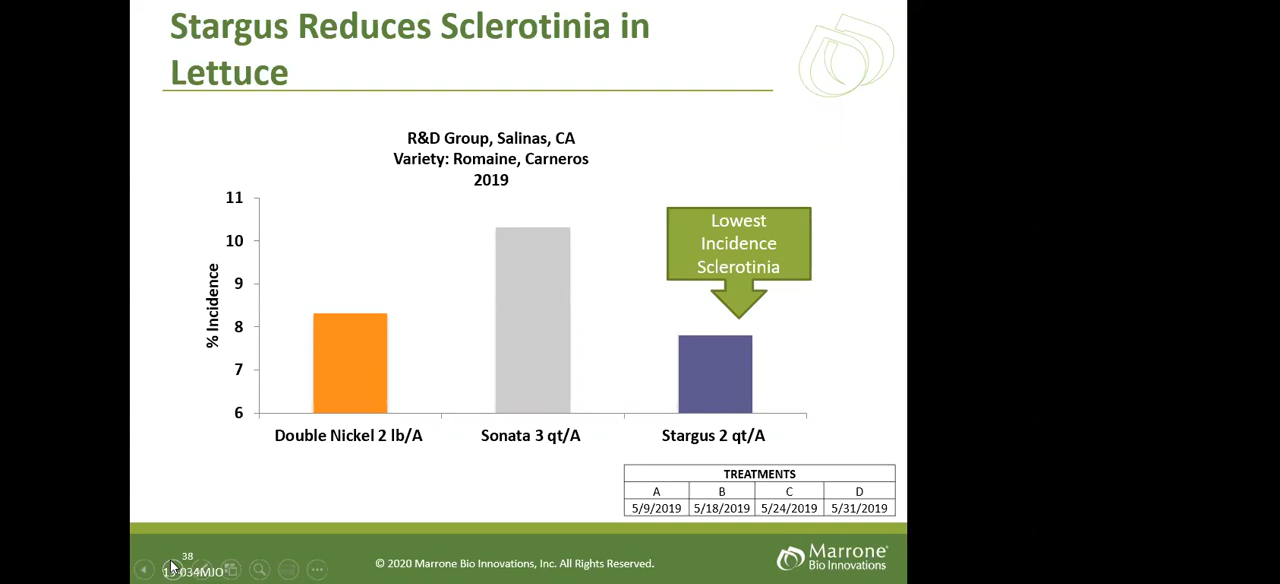 Stargus Reduces Sclerotinia in
Lettuce
R&D Group, Salinas, CA
Variety: Romaine, Carneros
2019
11
10
9
8
7
6
% Incidence
Lowest
Incidence
Sclerotinia
Double Nickel 2 lb/A
Sonata 3 qt/A
Stargus 2 qt/A
TREATMENTS
A B C D
5/9/2019 5/18/2019 5/24/2019 5/31/2019
38
© 2020 Marrone Bio Innovations, Inc. All Rights Reserved.
Marrone®
Bio Innovations